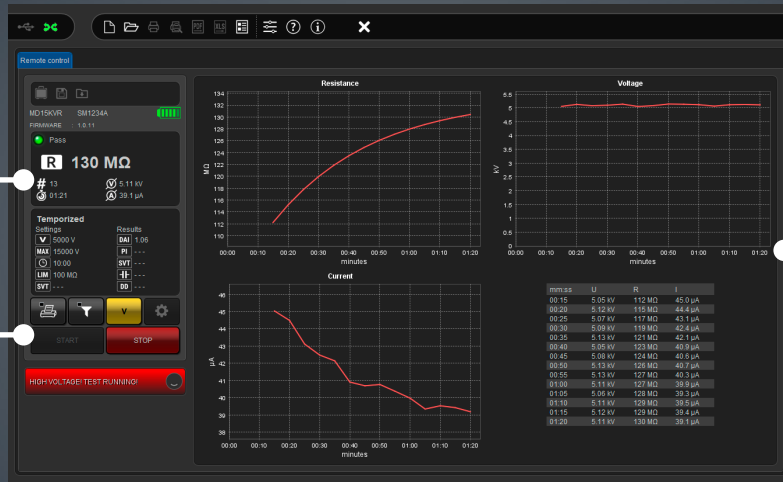 PDF XLS
Remote control
MD15KVR SM1234A
FIRMWARE : 1.0.11
Pass
R 130 MΩ
# 13 V 5.11 kV
01:21 A 39.1 µA
Temporized
Settings Results
V 5000 V DAI 1.06
MAX 15000 V PI ---
10:00 SVT ---
LIM 100 MΩ ---
SVT --- DD ---
V
START STOP
HIGH VOLTAGE! TEST RUNNING!
Resistance
134
132
130
128
126
124
122
120
118
116
114
112
110
MΩ
00:00 00:10 00:20 00:30 00:40 00:50 01:00 01:10 01:20
minutes
Voltage
5.5
5
4.5
4
3.5
3
2.5
2
1.5
1
0.5
0
kV
00:00 00:10 00:20 00:30 00:40 00:50 01:00 01:10 01:20
minutes
Current
46
45
44
43
42
41
40
39
38
µA
00:00 00:10 00:20 00:30 00:40 00:50 01:00 01:10 01:20
minutes
mm:ss U R I
00:15 5.05 kV 112 MΩ 45.0 µA
00:20 5.12 kV 115 MΩ 44.4 µA
00:25 5.07 kV 117 MΩ 43.1 µA
00:30 5.09 kV 119 MΩ 42.4 µA
00:35 5.13 kV 121 MΩ 42.1 µA
00:40 5.05 kV 123 MΩ 40.9 µA
00:45 5.08 kV 124 MΩ 40.6 µA
00:50 5.13 kV 126 MΩ 40.7 µA
00:55 5.13 kV 127 MΩ 40.3 µA
01:00 5.11 kV 127 MΩ 39.9 µA
01:05 5.06 kV 128 MΩ 39.3 µA
01:10 5.11 kV 129 MΩ 39.5 µA
01:15 5.12 kV 129 MΩ 39.4 µA
01:20 5.11 kV 130 MΩ 39.1 µA